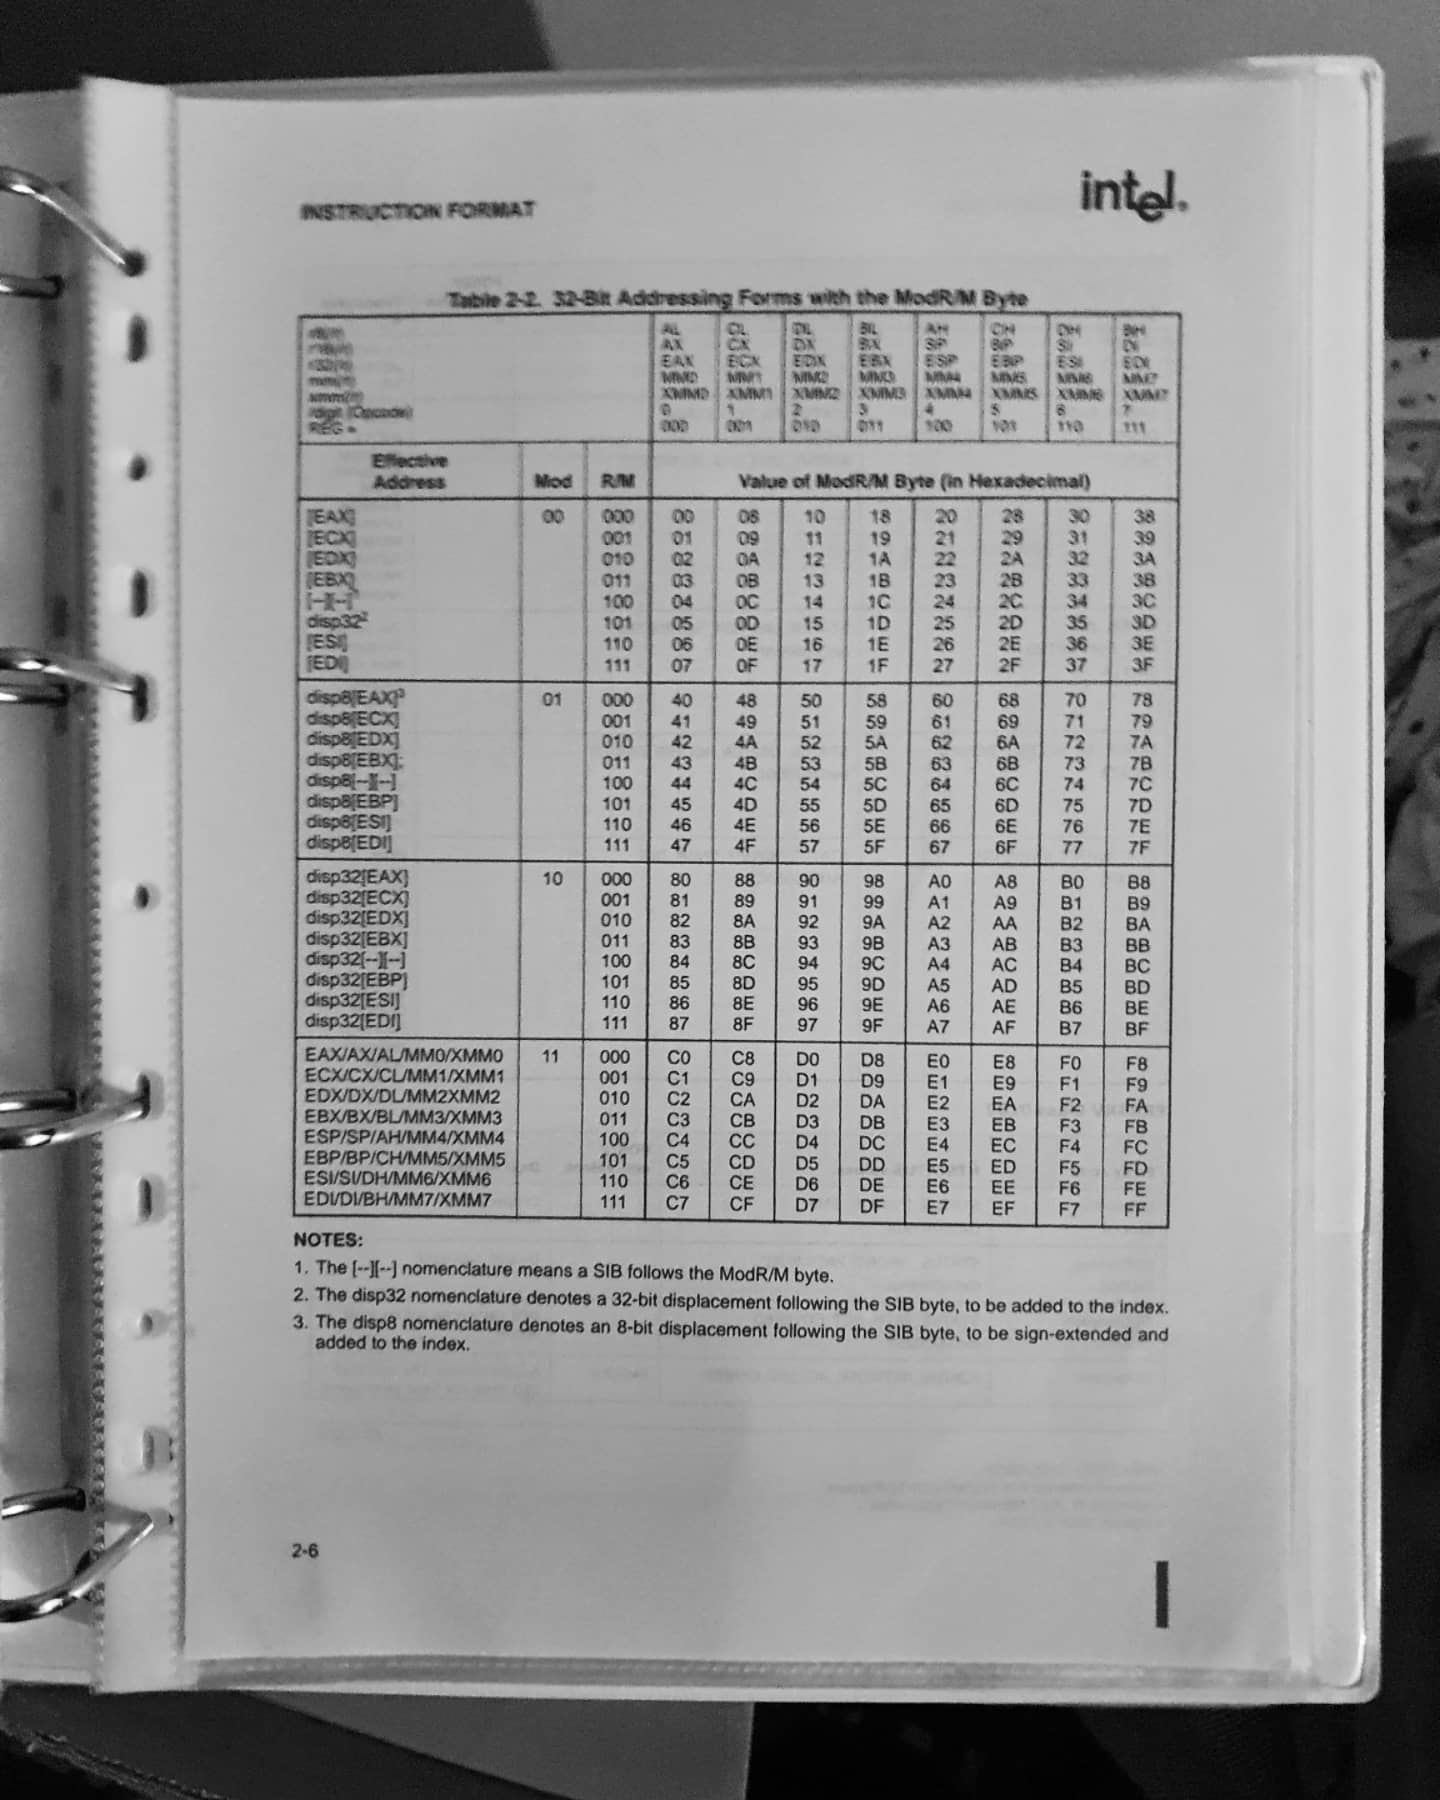 intel.
INSTRUCTION FORMAT
Table 2-2. 32-Bit Addressing Forms with the ModR/M Byte
r8(/r) AL CL DL BL AH CH DH BH
r16(/r) AX CX DX BX SP BP SI DI
r32(/r) EAX ECX EDX EBX ESP EBP ESI EDI
mm(/r) MM0 MM1 MM2 MM3 MM4 MM5 MM6 MM7
xmm(/r) XMM0 XMM1 XMM2 XMM3 XMM4 XMM5 XMM6 XMM7
/digit (Opcode) 0 1 2 3 4 5 6 7
REG = 000 001 010 011 100 101 110 111
Effective
Address Mod R/M Value of ModR/M Byte (in Hexadecimal)
[EAX] 00 000 00 08 10 18 20 28 30 38
[ECX] 001 01 09 11 19 21 29 31 39
[EDX] 010 02 0A 12 1A 22 2A 32 3A
[EBX] 011 03 0B 13 1B 23 2B 33 3B
[--][--]¹ 100 04 0C 14 1C 24 2C 34 3C
disp32² 101 05 0D 15 1D 25 2D 35 3D
[ESI] 110 06 0E 16 1E 26 2E 36 3E
[EDI] 111 07 0F 17 1F 27 2F 37 3F
disp8[EAX]³ 01 000 40 48 50 58 60 68 70 78
disp8[ECX] 001 41 49 51 59 61 69 71 79
disp8[EDX] 010 42 4A 52 5A 62 6A 72 7A
disp8[EBX]; 011 43 4B 53 5B 63 6B 73 7B
disp8[--][--] 100 44 4C 54 5C 64 6C 74 7C
disp8[EBP] 101 45 4D 55 5D 65 6D 75 7D
disp8[ESI] 110 46 4E 56 5E 66 6E 76 7E
disp8[EDI] 111 47 4F 57 5F 67 6F 77 7F
disp32[EAX] 10 000 80 88 90 98 A0 A8 B0 B8
disp32[ECX] 001 81 89 91 99 A1 A9 B1 B9
disp32[EDX] 010 82 8A 92 9A A2 AA B2 BA
disp32[EBX] 011 83 8B 93 9B A3 AB B3 BB
disp32[--][--] 100 84 8C 94 9C A4 AC B4 BC
disp32[EBP] 101 85 8D 95 9D A5 AD B5 BD
disp32[ESI] 110 86 8E 96 9E A6 AE B6 BE
disp32[EDI] 111 87 8F 97 9F A7 AF B7 BF
EAX/AX/AL/MM0/XMM0 11 000 C0 C8 D0 D8 E0 E8 F0 F8
ECX/CX/CL/MM1/XMM1 001 C1 C9 D1 D9 E1 E9 F1 F9
EDX/DX/DL/MM2XMM2 010 C2 CA D2 DA E2 EA F2 FA
EBX/BX/BL/MM3/XMM3 011 C3 CB D3 DB E3 EB F3 FB
ESP/SP/AH/MM4/XMM4 100 C4 CC D4 DC E4 EC F4 FC
EBP/BP/CH/MM5/XMM5 101 C5 CD D5 DD E5 ED F5 FD
ESI/SI/DH/MM6/XMM6 110 C6 CE D6 DE E6 EE F6 FE
EDI/DI/BH/MM7/XMM7 111 C7 CF D7 DF E7 EF F7 FF
NOTES:
1. The [--][--] nomenclature means a SIB follows the ModR/M byte.
2. The disp32 nomenclature denotes a 32-bit displacement following the SIB byte, to be added to the index.
3. The disp8 nomenclature denotes an 8-bit displacement following the SIB byte, to be sign-extended and
added to the index.
2-6